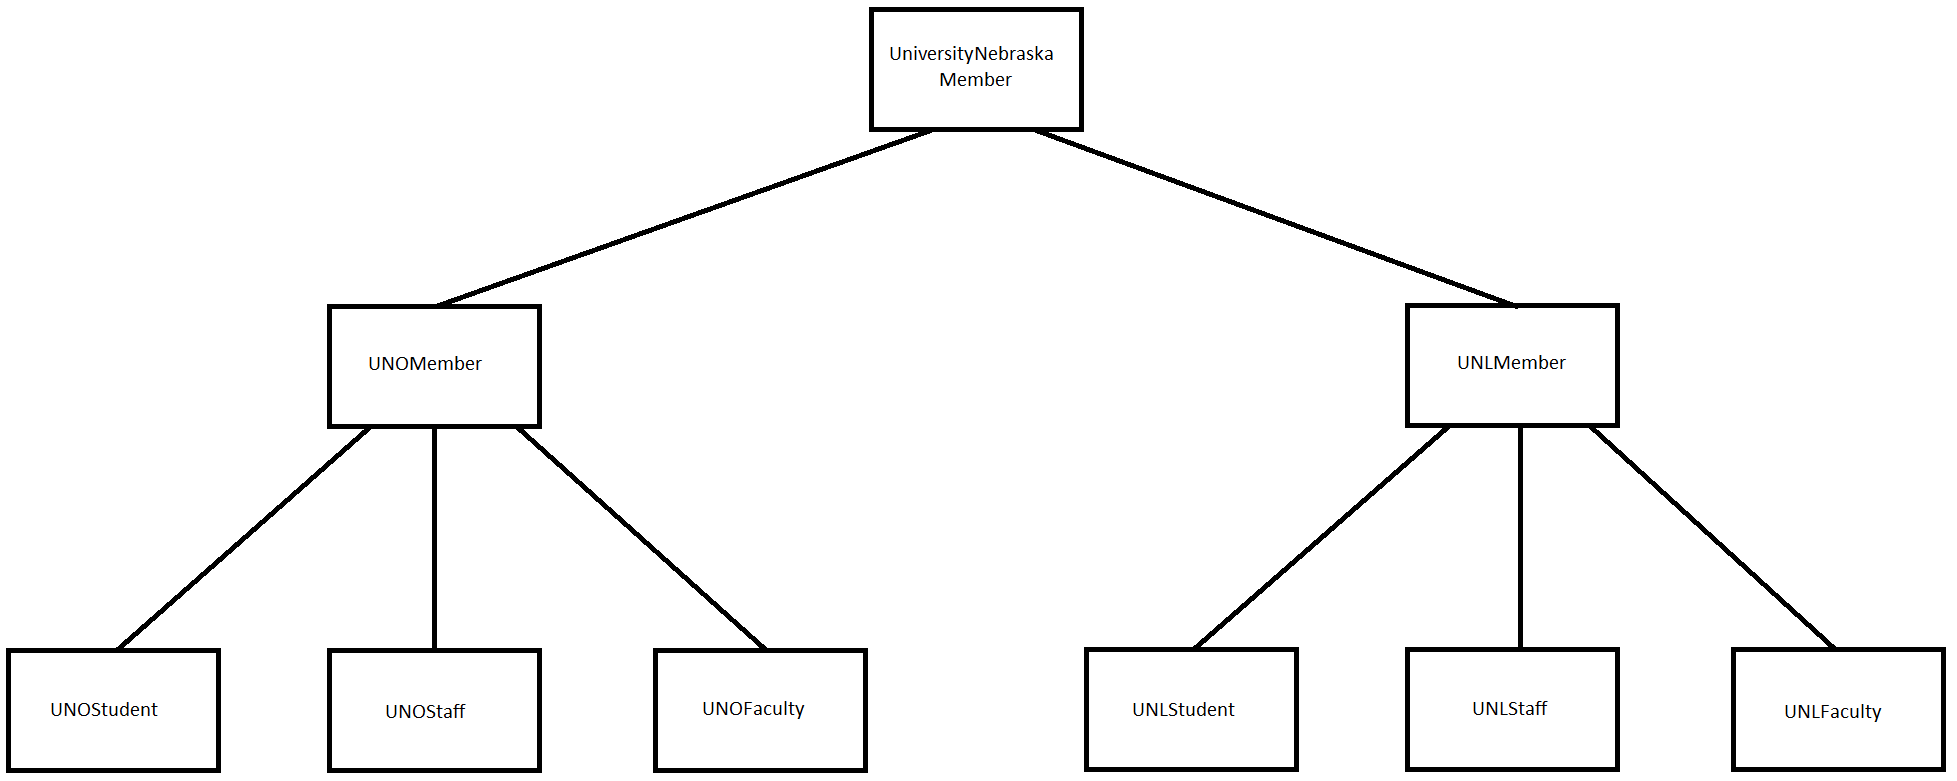 UniversityNebraska
Member
UNOMember
UNLMember
UNOStudent
UNOStaff
UNOFaculty
UNLStudent
UNLStaff
UNLFaculty